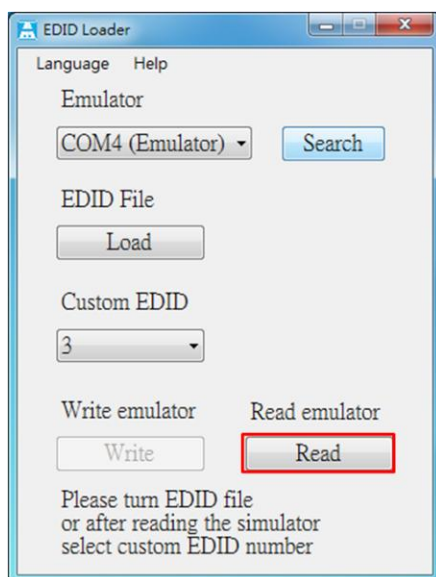 EDID Loader
Language Help
Emulator
COM4 (Emulator) Search
EDID File
Load
Custom EDID
3
Write emulator Read emulator
Write Read
Please turn EDID file
or after reading the simulator
select custom EDID number